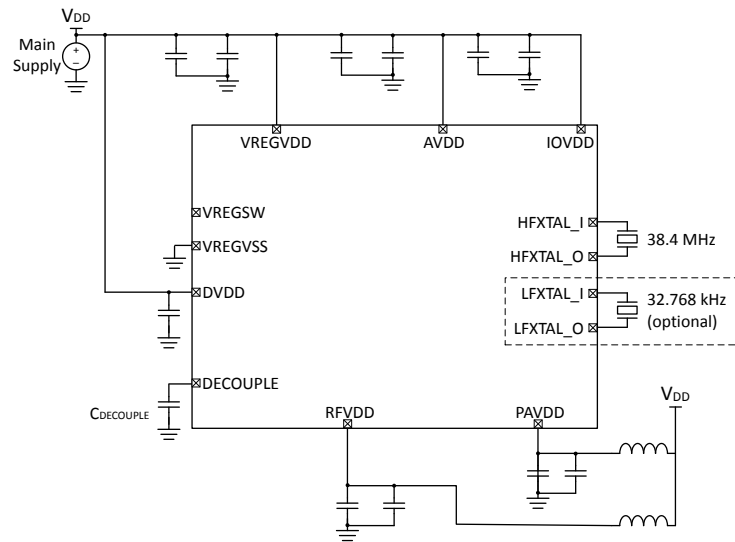 VDD
Main
Supply
+
–
VREGVDD
AVDD
IOVDD
VREGSW
VREGVSS
DVDD
DECOUPLE
CDECOUPLE
HFXTAL_I
HFXTAL_O
38.4 MHz
LFXTAL_I
LFXTAL_O
32.768 kHz
(optional)
RFVDD
PAVDD
VDD